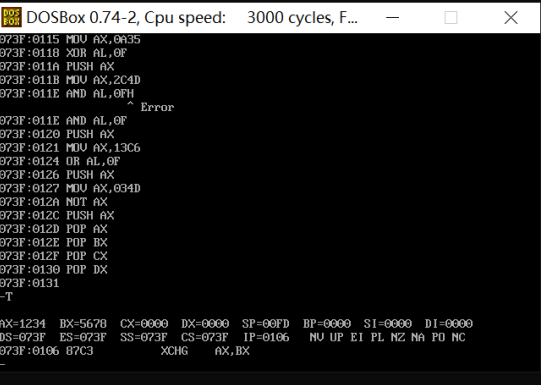 DOSBox 0.74-2, Cpu speed: 3000 cycles, F...
073F:0115 MOV AX,0A35
073F:0118 XOR AL,0F
073F:011A PUSH AX
073F:011B MOV AX,2C4D
073F:011E AND AL,0FH
^ Error
073F:011E AND AL,0F
073F:0120 PUSH AX
073F:0121 MOV AX,13C6
073F:0124 OR AL,0F
073F:0126 PUSH AX
073F:0127 MOV AX,034D
073F:012A NOT AX
073F:012C PUSH AX
073F:012D POP AX
073F:012E POP BX
073F:012F POP CX
073F:0130 POP DX
073F:0131
-T
AX=1234 BX=5678 CX=0000 DX=0000 SP=00FD BP=0000 SI=0000 DI=0000
DS=073F ES=073F SS=073F CS=073F IP=0106 NV UP EI PL NZ NA PO NC
073F:0106 87C3 XCHG AX,BX
-